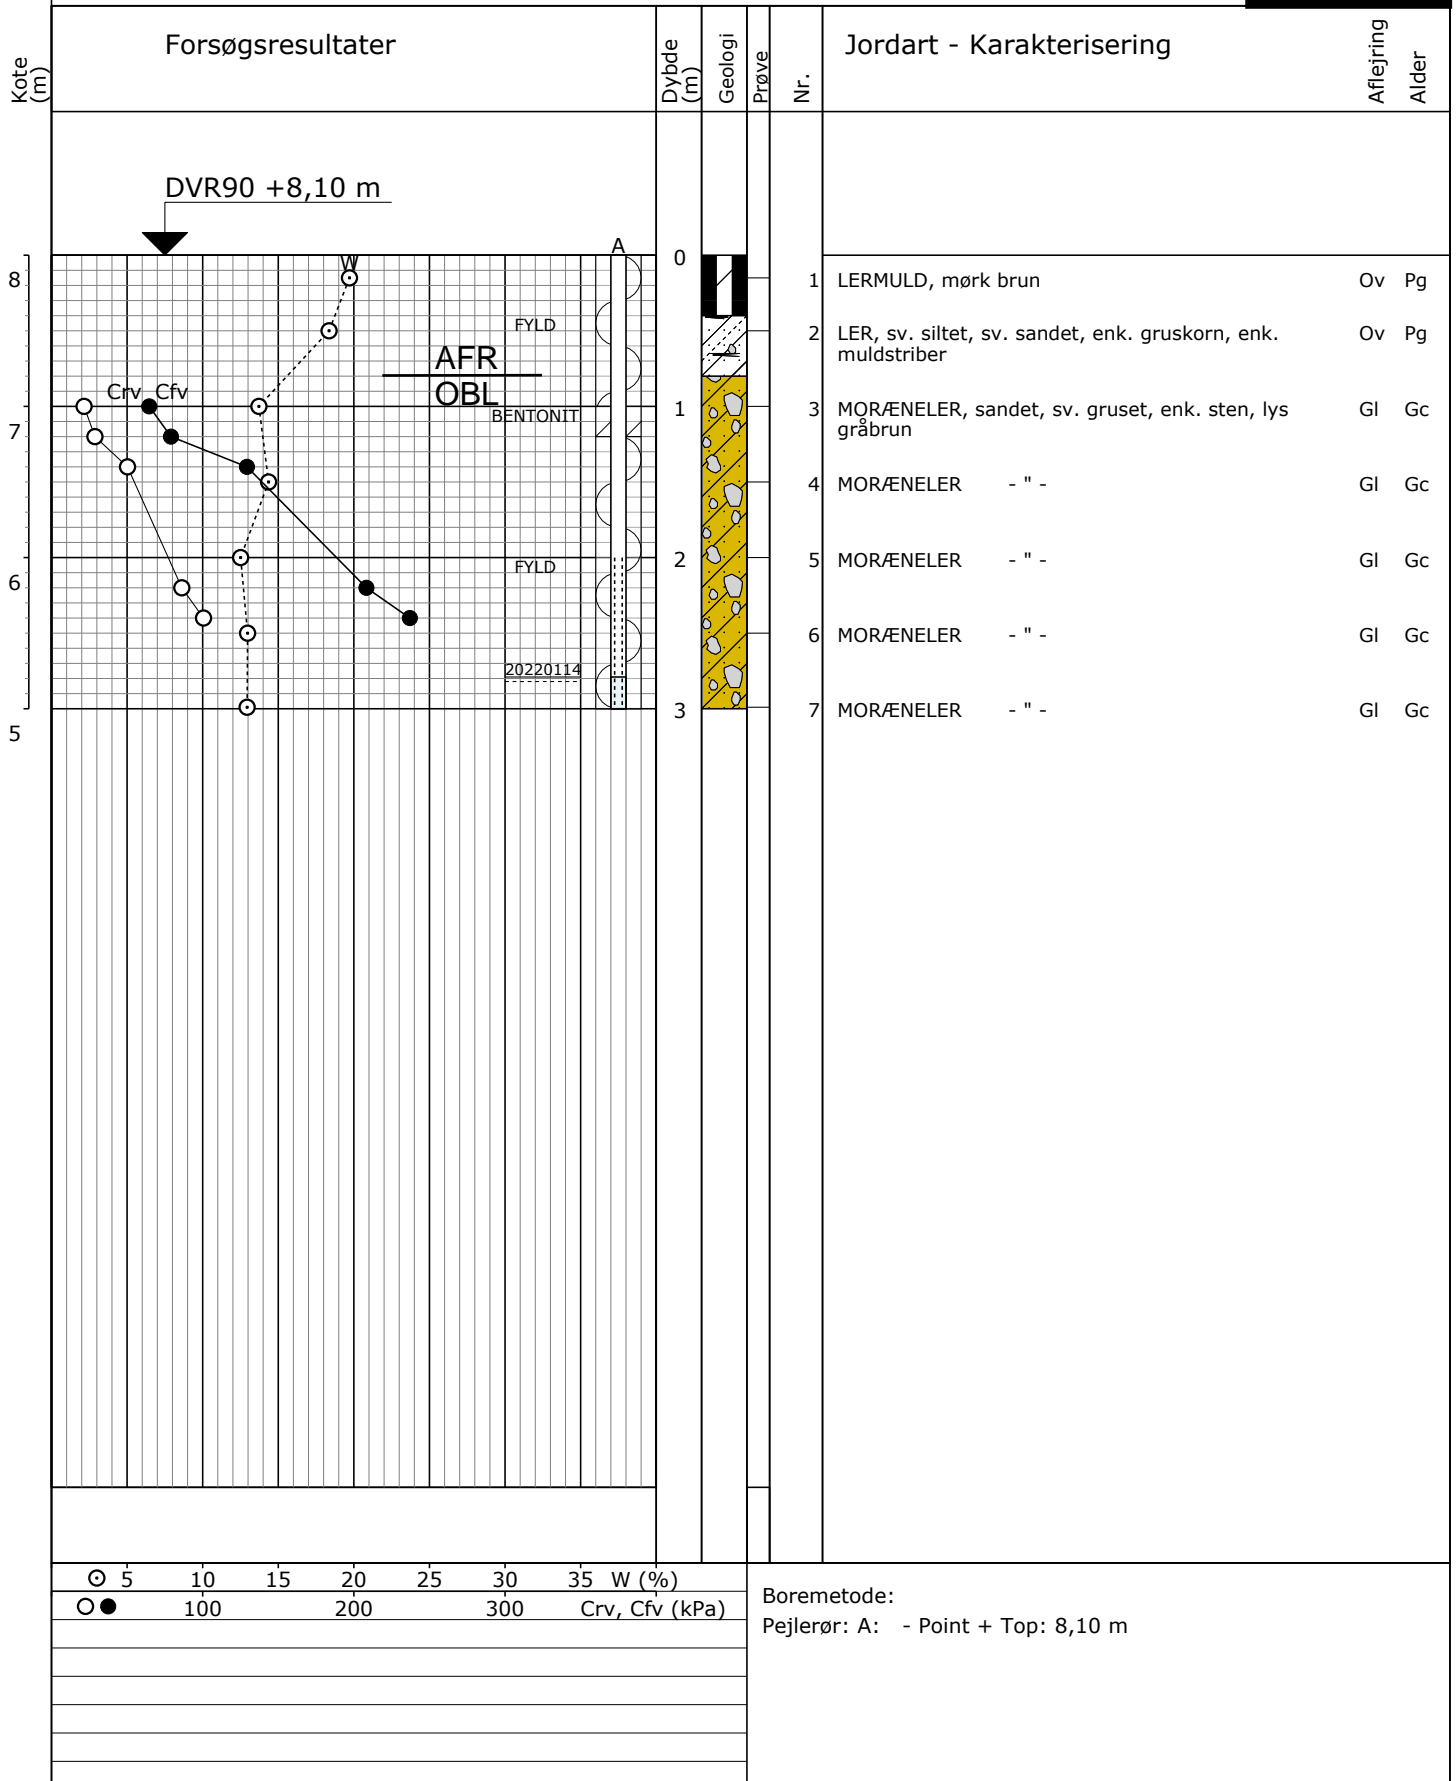 Kote (m)
Forsøgsresultater
Dybde (m)
Geologi
Prøve
Nr.
Jordart - Karakterisering
Aflejring
Alder
DVR90 +8,10 m
A
0
W
8
1 LERMULD, mørk brun Ov Pg
FYLD
2 LER, sv. siltet, sv. sandet, enk. gruskorn, enk. Ov Pg
muldstriber
AFR
OBL
Crv Cfv
BENTONIT
1
3 MORÆNELER, sandet, sv. gruset, enk. sten, lys Gl Gc
gråbrun
7
4 MORÆNELER - " - Gl Gc
FYLD
2
5 MORÆNELER - " - Gl Gc
6
6 MORÆNELER - " - Gl Gc
20220114
3
7 MORÆNELER - " - Gl Gc
5
5 10 15 20 25 30 35 W (%)
100 200 300 Crv, Cfv (kPa)
Boremetode:
Pejlerør: A: - Point + Top: 8,10 m